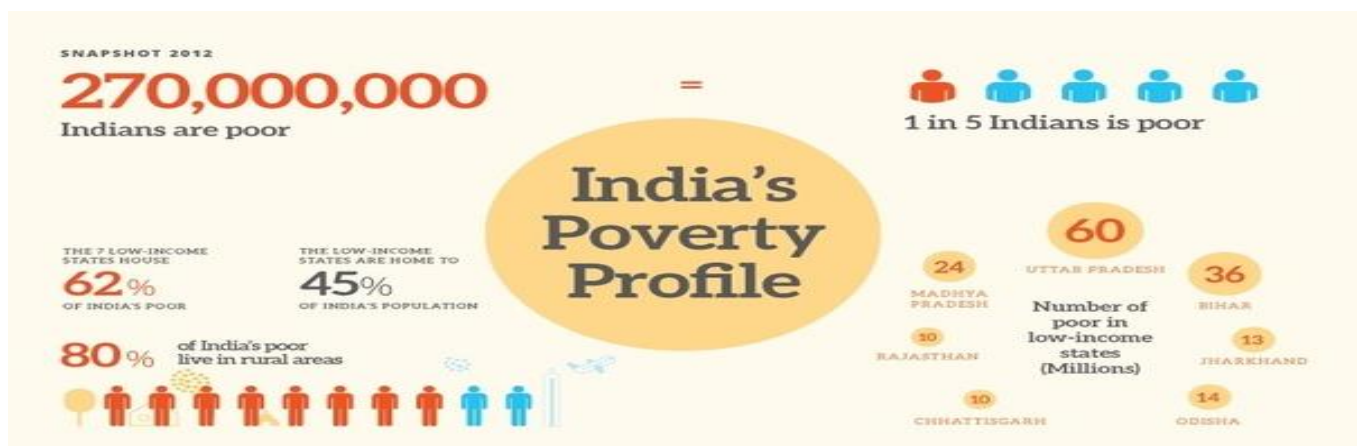 SNAPSHOT 2012
270,000,000
Indians are poor
=
1 in 5 Indians is poor
India's
Poverty
Profile
THE 7 LOW-INCOME
STATES HOUSE
62%
OF INDIA'S POOR
THE LOW-INCOME
STATES ARE HOME TO
45%
OF INDIA'S POPULATION
80% of India's poor
live in rural areas
60
UTTAR PRADESH
24
MADHYA
PRADESH
36
BIHAR
Number of
poor in
low-income
states
(Millions)
10
RAJASTHAN
13
JHARKHAND
10
CHHATTISGARH
14
ODISHA